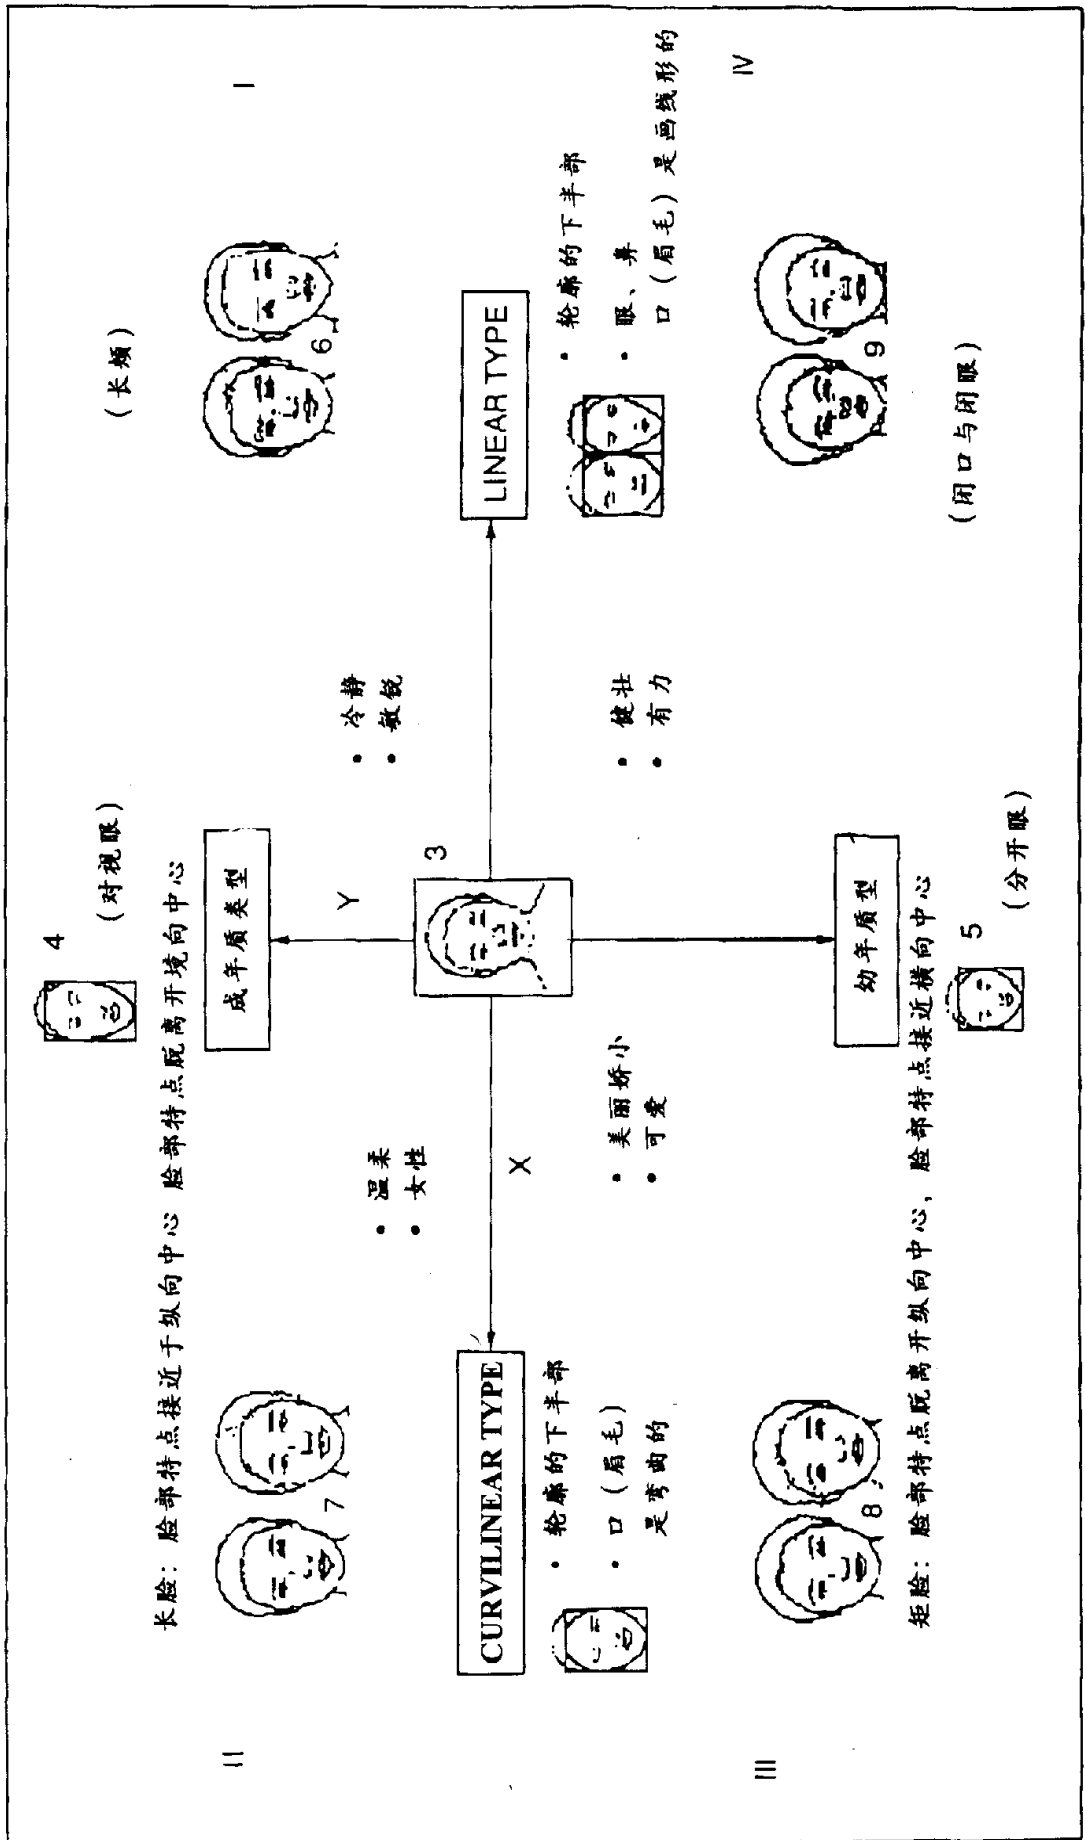 4
(对视眼)
长脸: 脸部特点接近于纵向中心 脸部特点脱离开境向中心
(长颊)
II
I
成年质类型
7
6
Y
• 温柔
• 女性
• 冷静
• 敏锐
3
CURVILINEAR TYPE
X
LINEAR TYPE
• 轮廓的下半部
• 口 (眉毛)
是弯曲的
• 美丽娇小
• 可爱
• 健壮
• 有力
• 轮廓的下半部
• 眼、鼻
口 (眉毛) 是画线形的
III
IV
8
9
幼年质型
矩脸: 脸部特点脱离开纵向中心, 脸部特点接近横向中心
(闭口与闭眼)
5
(分开眼)